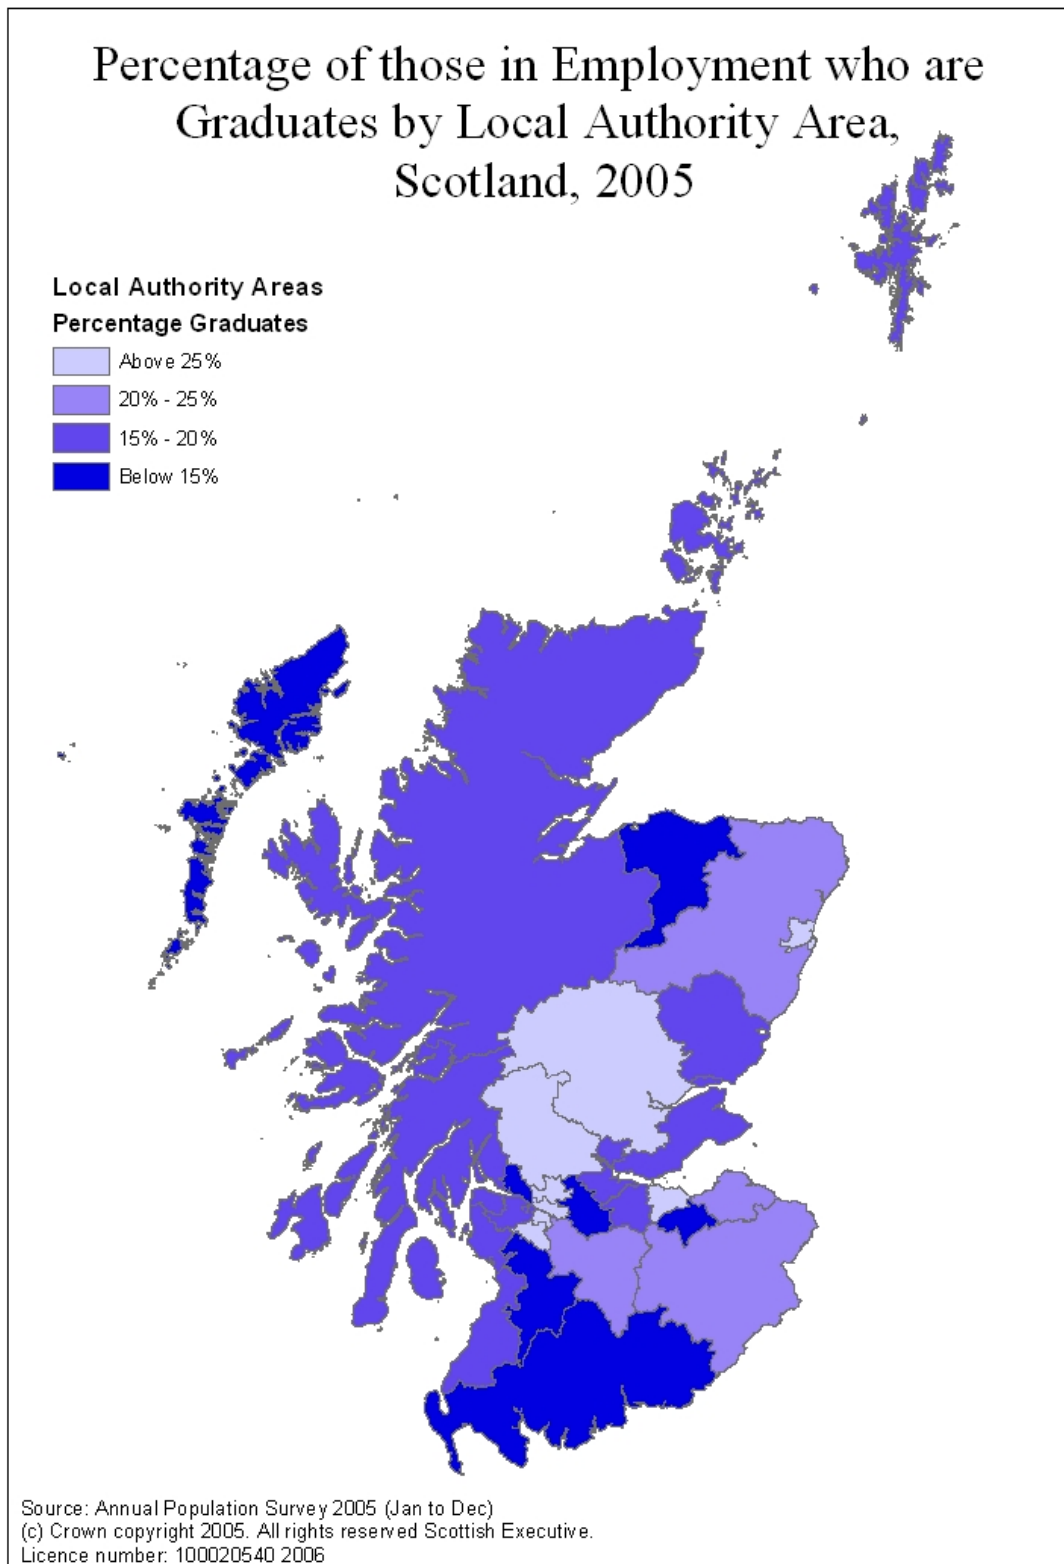 Percentage of those in Employment who are
Graduates by Local Authority Area,
Scotland, 2005
Local Authority Areas
Percentage Graduates
Above 25%
20% - 25%
15% - 20%
Below 15%
Source: Annual Population Survey 2005 (Jan to Dec)
(c) Crown copyright 2005. All rights reserved Scottish Executive.
Licence number: 100020540 2006